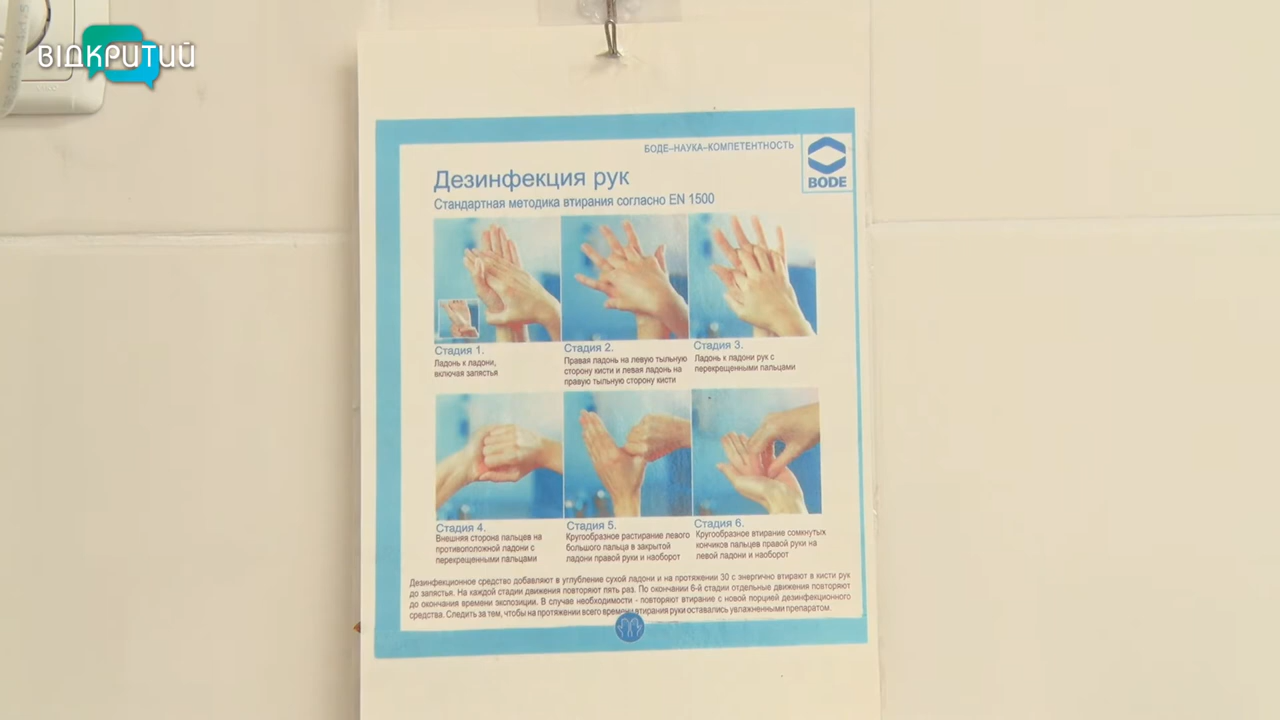 ВІДКРИТИЙ
БОДЕ–НАУКА–КОМПЕТЕНТНОСТЬ
BODE
Дезинфекция рук
Стандартная методика втирания согласно EN 1500
Стадия 1.
Ладонь к ладони,
включая запястья
Стадия 2.
Правая ладонь на левую тыльную
сторону кисти и левая ладонь на
правую тыльную сторону кисти
Стадия 3.
Ладонь к ладони рук с
перекрещенными пальцами
Стадия 4.
Внешняя сторона пальцев на
противоположной ладони с
перекрещенными пальцами
Стадия 5.
Кругообразное растирание левого
большого пальца в закрытой
ладони правой руки и наоборот
Стадия 6.
Кругообразное втирание сомкнутых
кончиков пальцев правой руки на
левой ладони и наоборот
Дезинфекционное средство добавляют в углубление сухой ладони и на протяжении 30 с энергично втирают в кисти рук
до запястья. На каждой стадии движения повторяют пять раз. По окончании 6-й стадии отдельные движения повторяют
до окончания времени экспозиции. В случае необходимости - повторяют втирание с новой порцией дезинфекционного
средства. Следить за тем, чтобы на протяжении всего времени втирания руки оставались увлажненными препаратом.